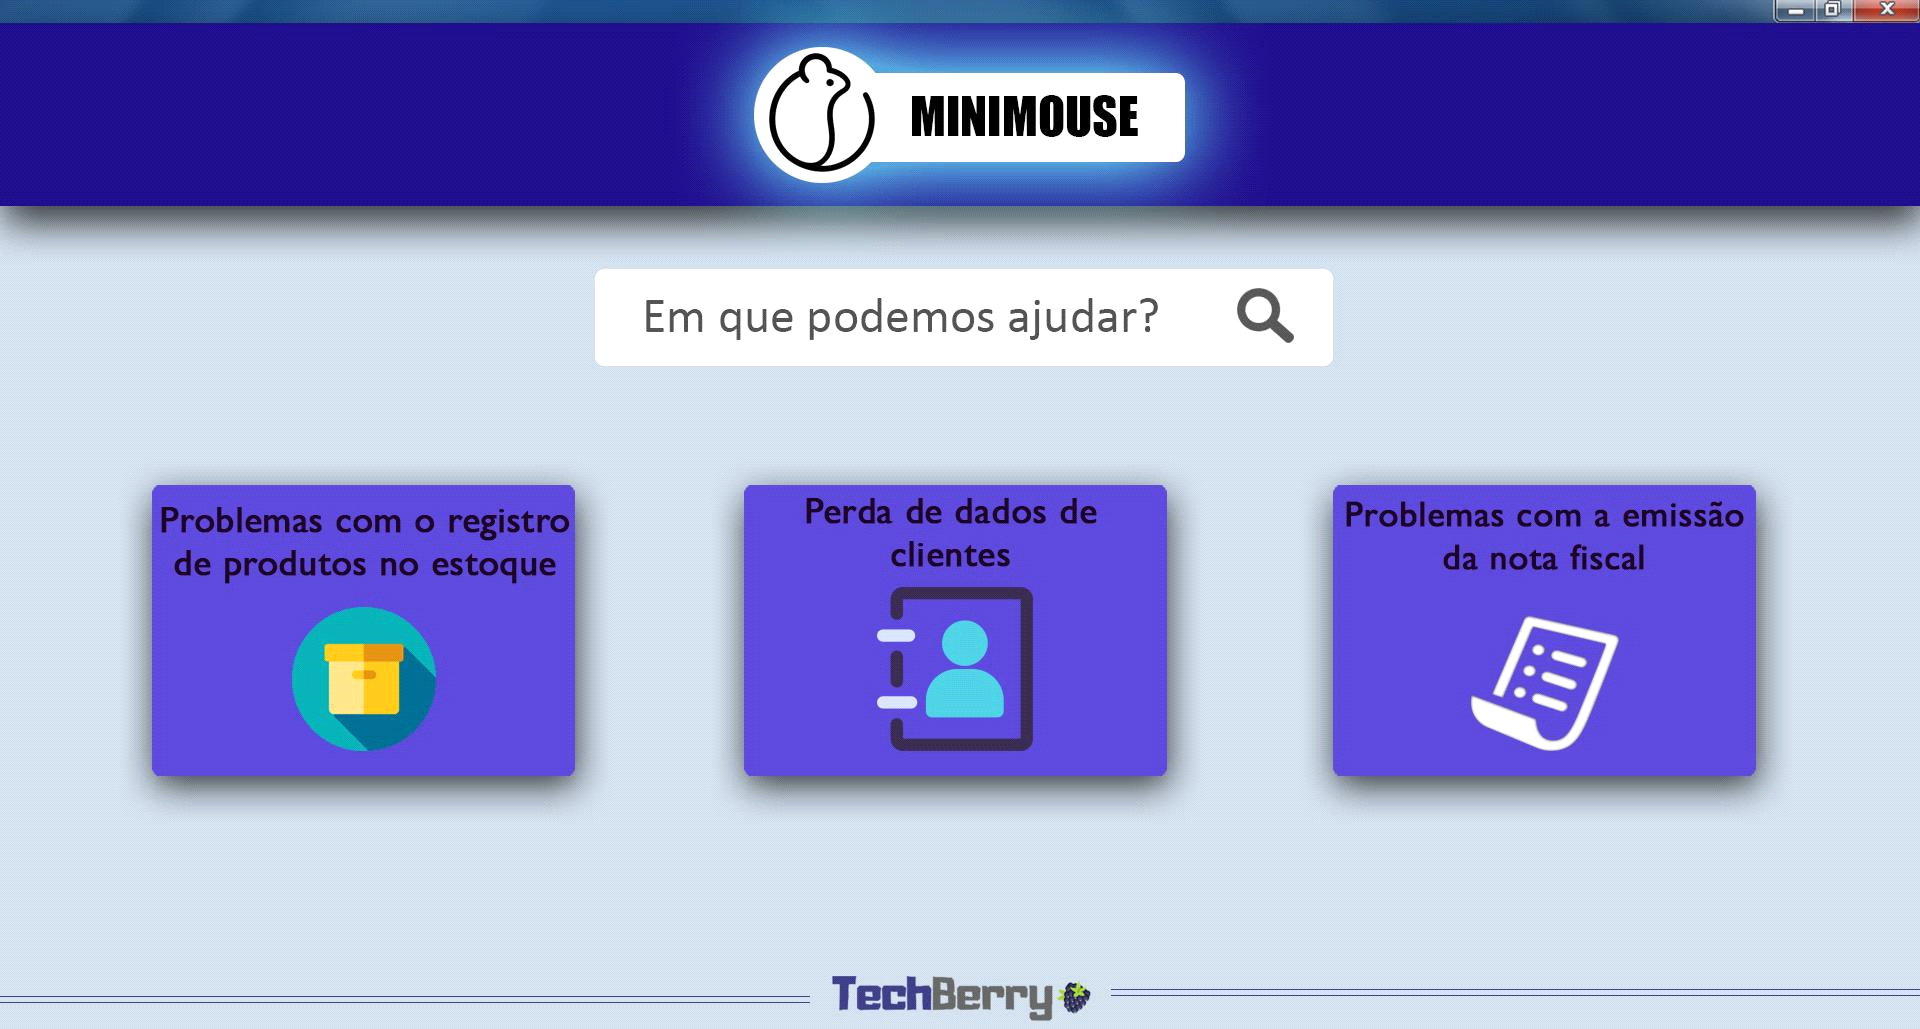 MINIMOUSE
Em que podemos ajudar?
Problemas com o registro
de produtos no estoque
Perda de dados de
clientes
Problemas com a emissão
da nota fiscal
TechBerry